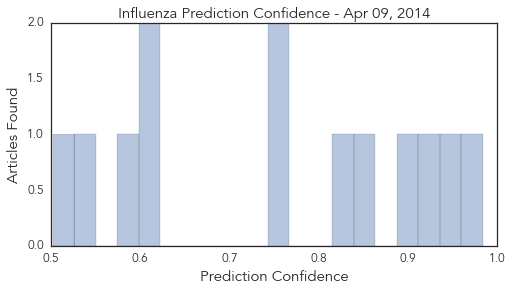 Influenza Prediction Confidence - Apr 09, 2014
Articles Found
2.0
1.5
1.0
0.5
0.0
0.5 0.6 0.7 0.8 0.9 1.0
Prediction Confidence